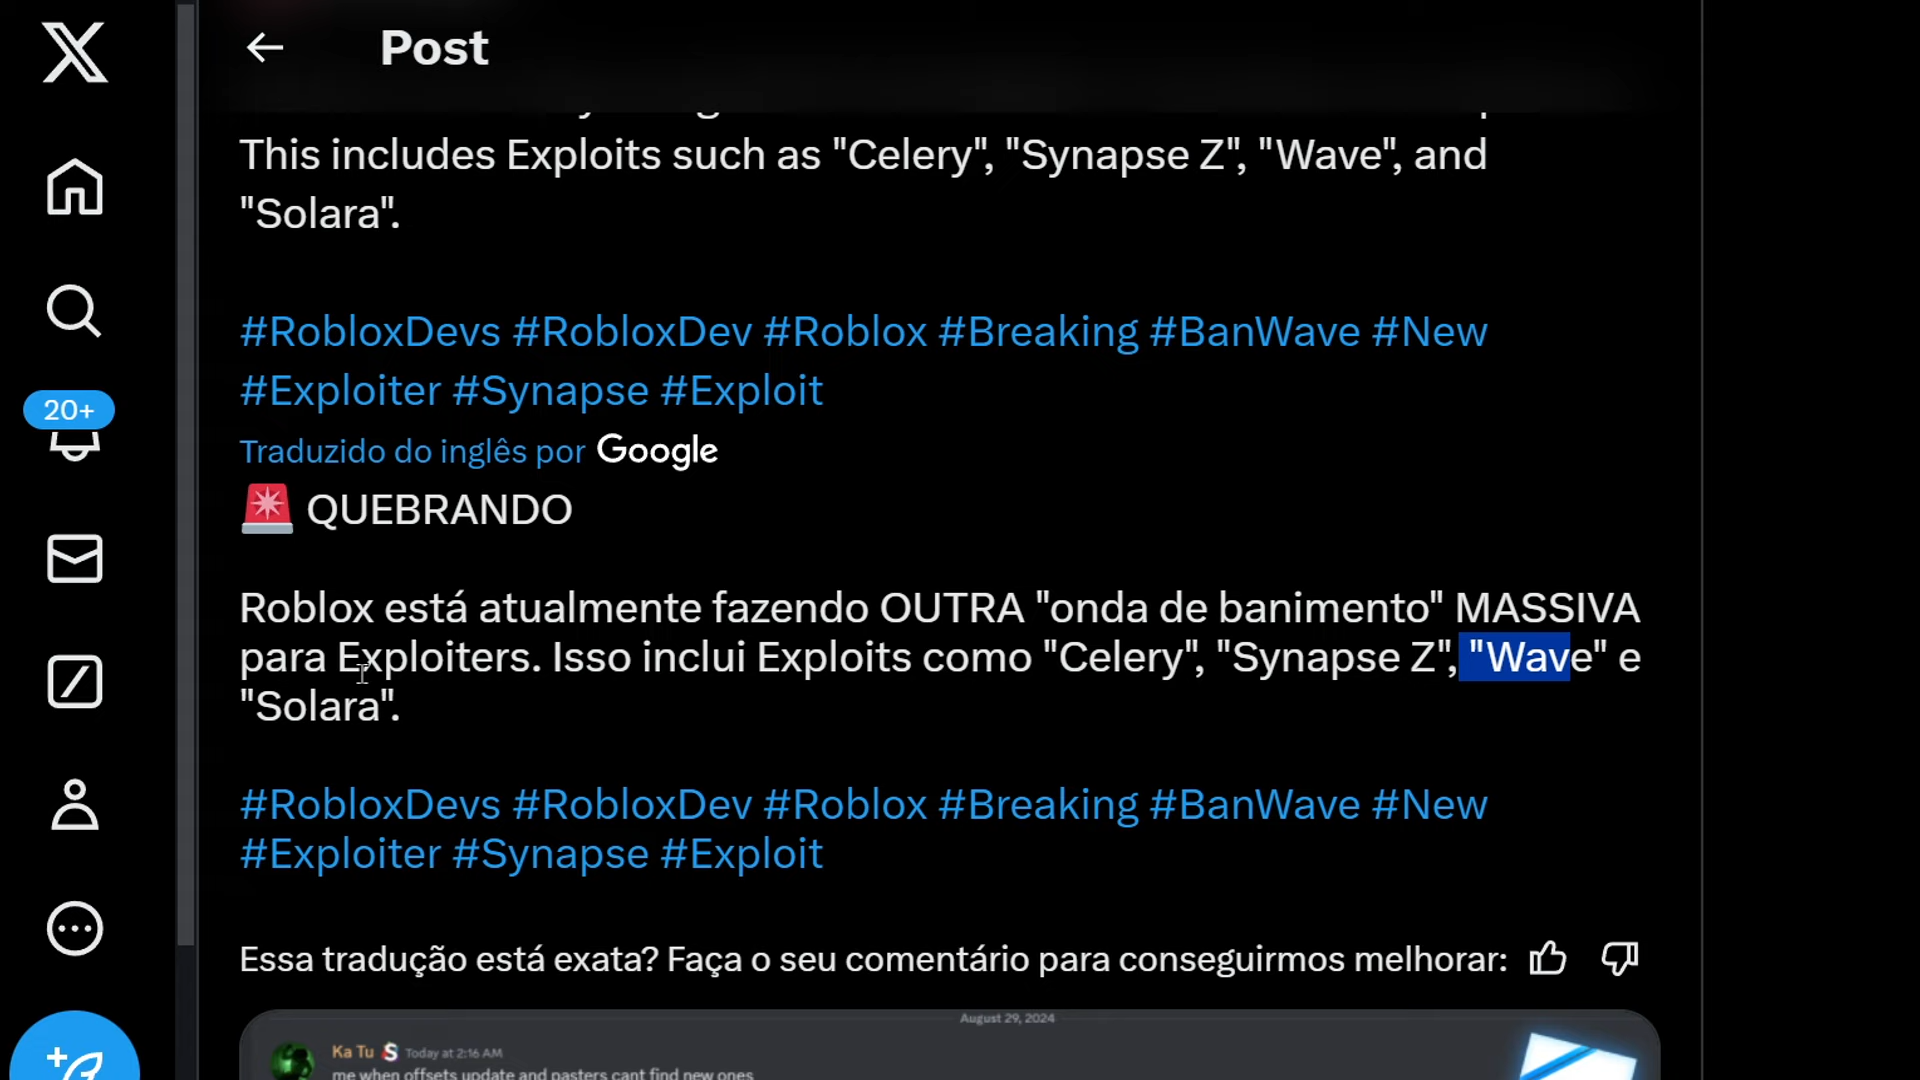 Post
This includes Exploits such as "Celery", "Synapse Z", "Wave", and
"Solara".
#RobloxDevs #RobloxDev #Roblox #Breaking #BanWave #New
#Exploiter #Synapse #Exploit
20+
Traduzido do inglês por Google
QUEBRANDO
Roblox está atualmente fazendo OUTRA "onda de banimento" MASSIVA
para Exploiters. Isso inclui Exploits como "Celery", "Synapse Z", "Wave" e
"Solara".
#RobloxDevs #RobloxDev #Roblox #Breaking #BanWave #New
#Exploiter #Synapse #Exploit
Essa tradução está exata? Faça o seu comentário para conseguirmos melhorar:
August 29, 2024
Ka Tu Today at 2:16 AM
me when offsets update and pasters cant find new ones